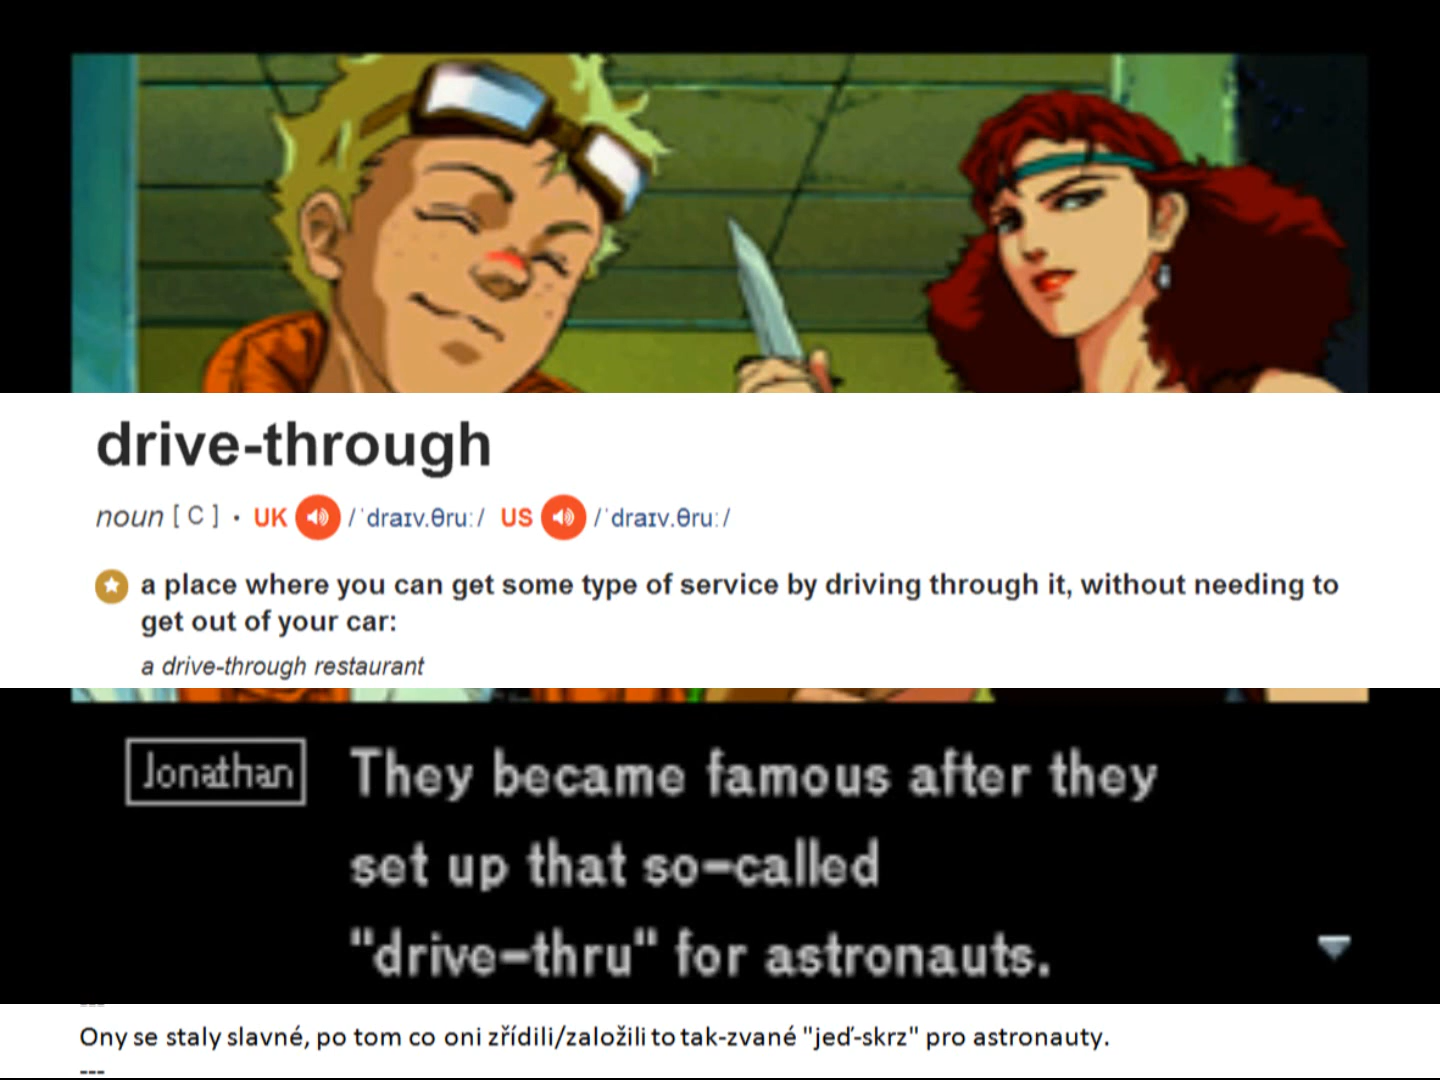 drive-through
noun [ C ] • UK /ˈdraɪv.θruː/ US /ˈdraɪv.θruː/
a place where you can get some type of service by driving through it, without needing to
get out of your car:
a drive-through restaurant
Jonathan They became famous after they
set up that so-called
"drive-thru" for astronauts.
---
Ony se staly slavné, po tom co oni zřídili/založili to tak-zvané "jeď-skrz" pro astronauty.
---